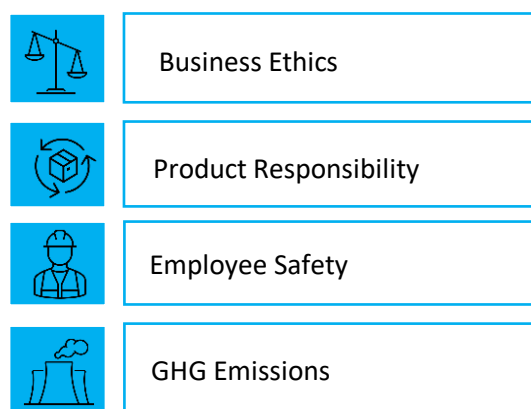 Business Ethics
Product Responsibility
Employee Safety
GHG Emissions